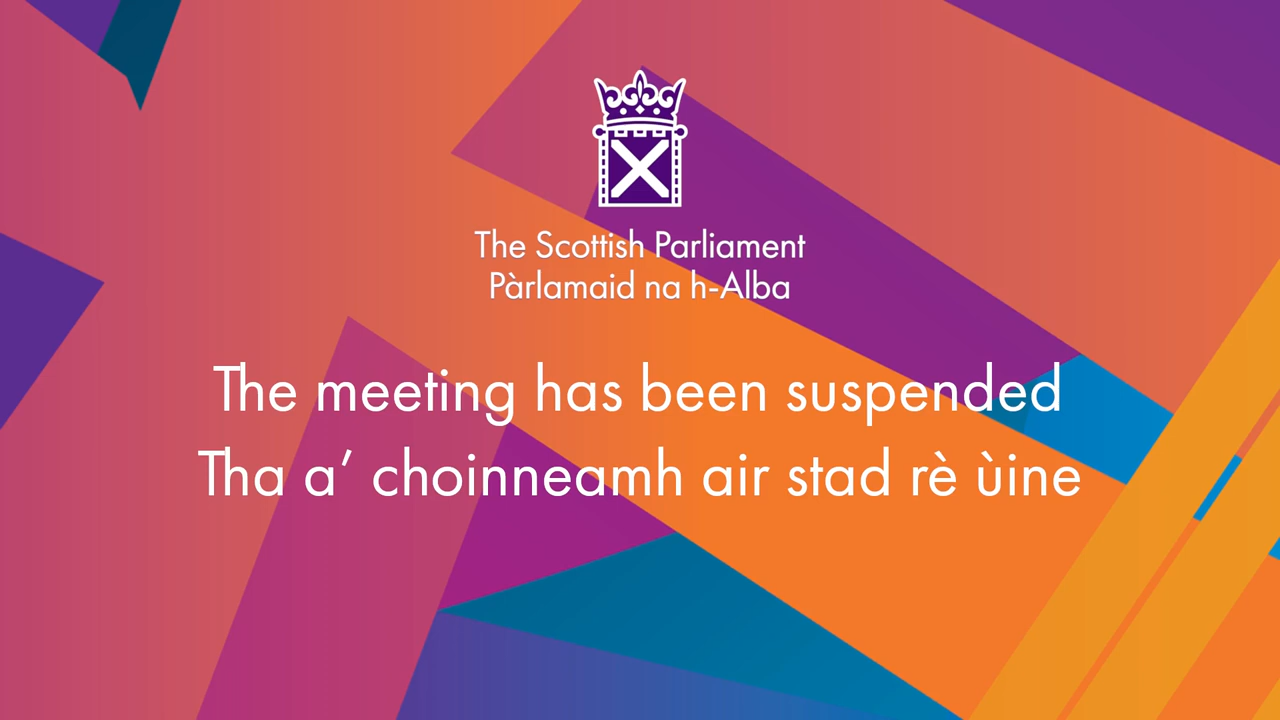 The Scottish Parliament
Pàrlamaid na h-Alba
The meeting has been suspended
Tha a’ choinneamh air stad rè ùine